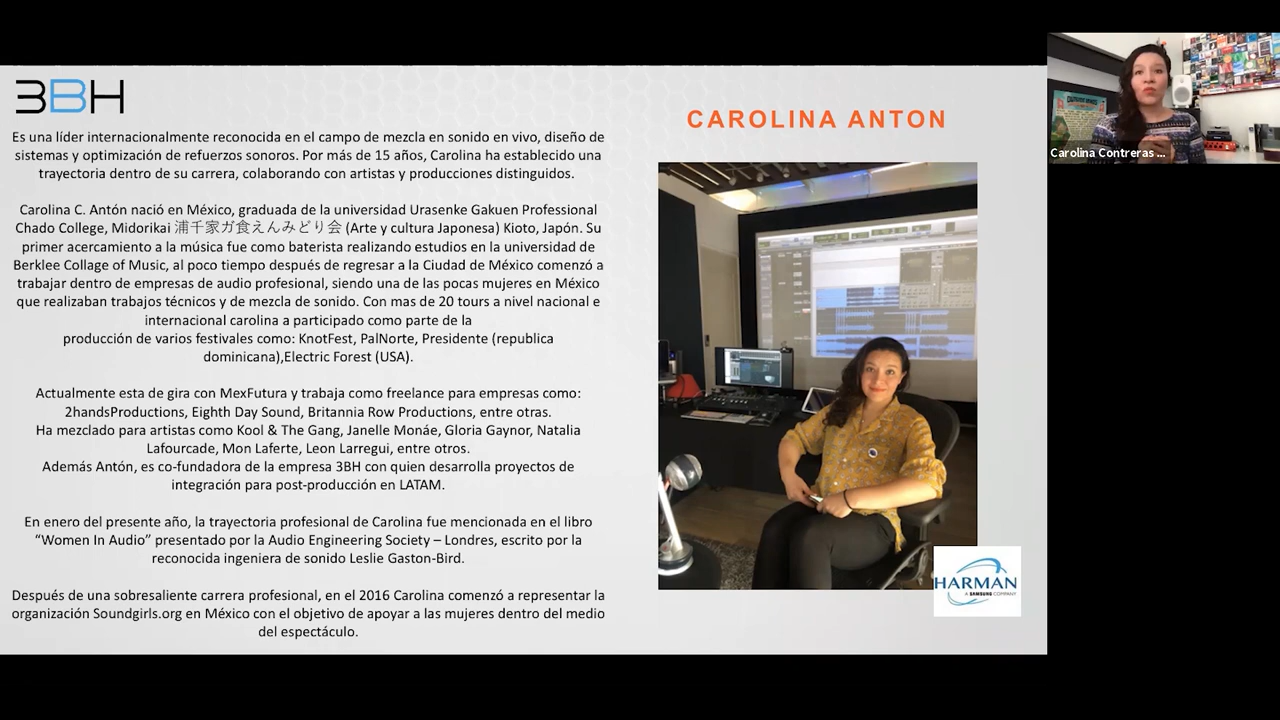 3BH
CAROLINA ANTON
Es una líder internacionalmente reconocida en el campo de mezcla en sonido en vivo, diseño de
sistemas y optimización de refuerzos sonoros. Por más de 15 años, Carolina ha establecido una
trayectoria dentro de su carrera, colaborando con artistas y producciones distinguidos.
Carolina C. Antón nació en México, graduada de la universidad Urasenke Gakuen Professional
Chado College, Midorikai 浦千家ガ食えんみどり会 (Arte y cultura Japonesa) Kioto, Japón. Su
primer acercamiento a la música fue como baterista realizando estudios en la universidad de
Berklee Collage of Music, al poco tiempo después de regresar a la Ciudad de México comenzó a
trabajar dentro de empresas de audio profesional, siendo una de las pocas mujeres en México
que realizaban trabajos técnicos y de mezcla de sonido. Con mas de 20 tours a nivel nacional e
internacional carolina a participado como parte de la
producción de varios festivales como: KnotFest, PalNorte, Presidente (republica
dominicana),Electric Forest (USA).
Actualmente esta de gira con MexFutura y trabaja como freelance para empresas como:
2handsProductions, Eighth Day Sound, Britannia Row Productions, entre otras.
Ha mezclado para artistas como Kool & The Gang, Janelle Monáe, Gloria Gaynor, Natalia
Lafourcade, Mon Laferte, Leon Larregui, entre otros.
Además Antón, es co-fundadora de la empresa 3BH con quien desarrolla proyectos de
integración para post-producción en LATAM.
En enero del presente año, la trayectoria profesional de Carolina fue mencionada en el libro
“Women In Audio” presentado por la Audio Engineering Society – Londres, escrito por la
reconocida ingeniera de sonido Leslie Gaston-Bird.
Después de una sobresaliente carrera profesional, en el 2016 Carolina comenzó a representar la
organización Soundgirls.org en México con el objetivo de apoyar a las mujeres dentro del medio
del espectáculo.
HARMAN
A SAMSUNG COMPANY
Carolina Contreras ...